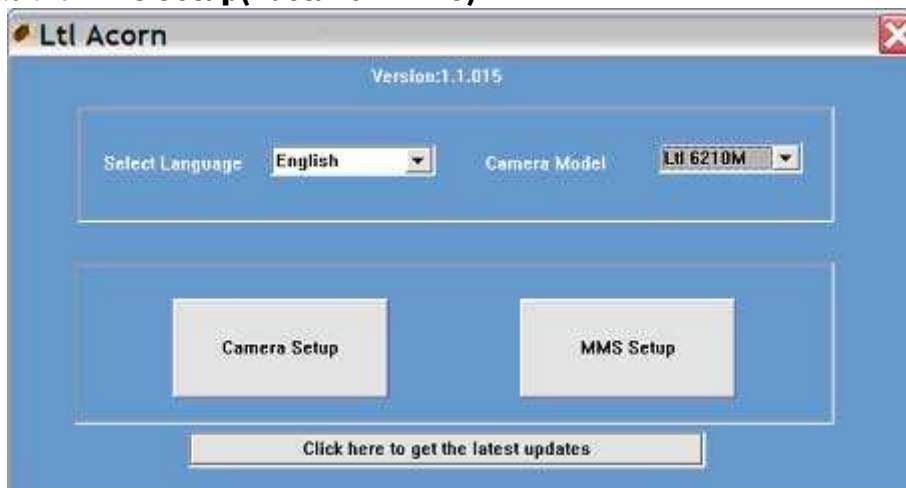 Ltl Acorn
Version:1.1.015
Select Language English Camera Model Ltl 6210M
Camera Setup MMS Setup
Click here to get the latest updates